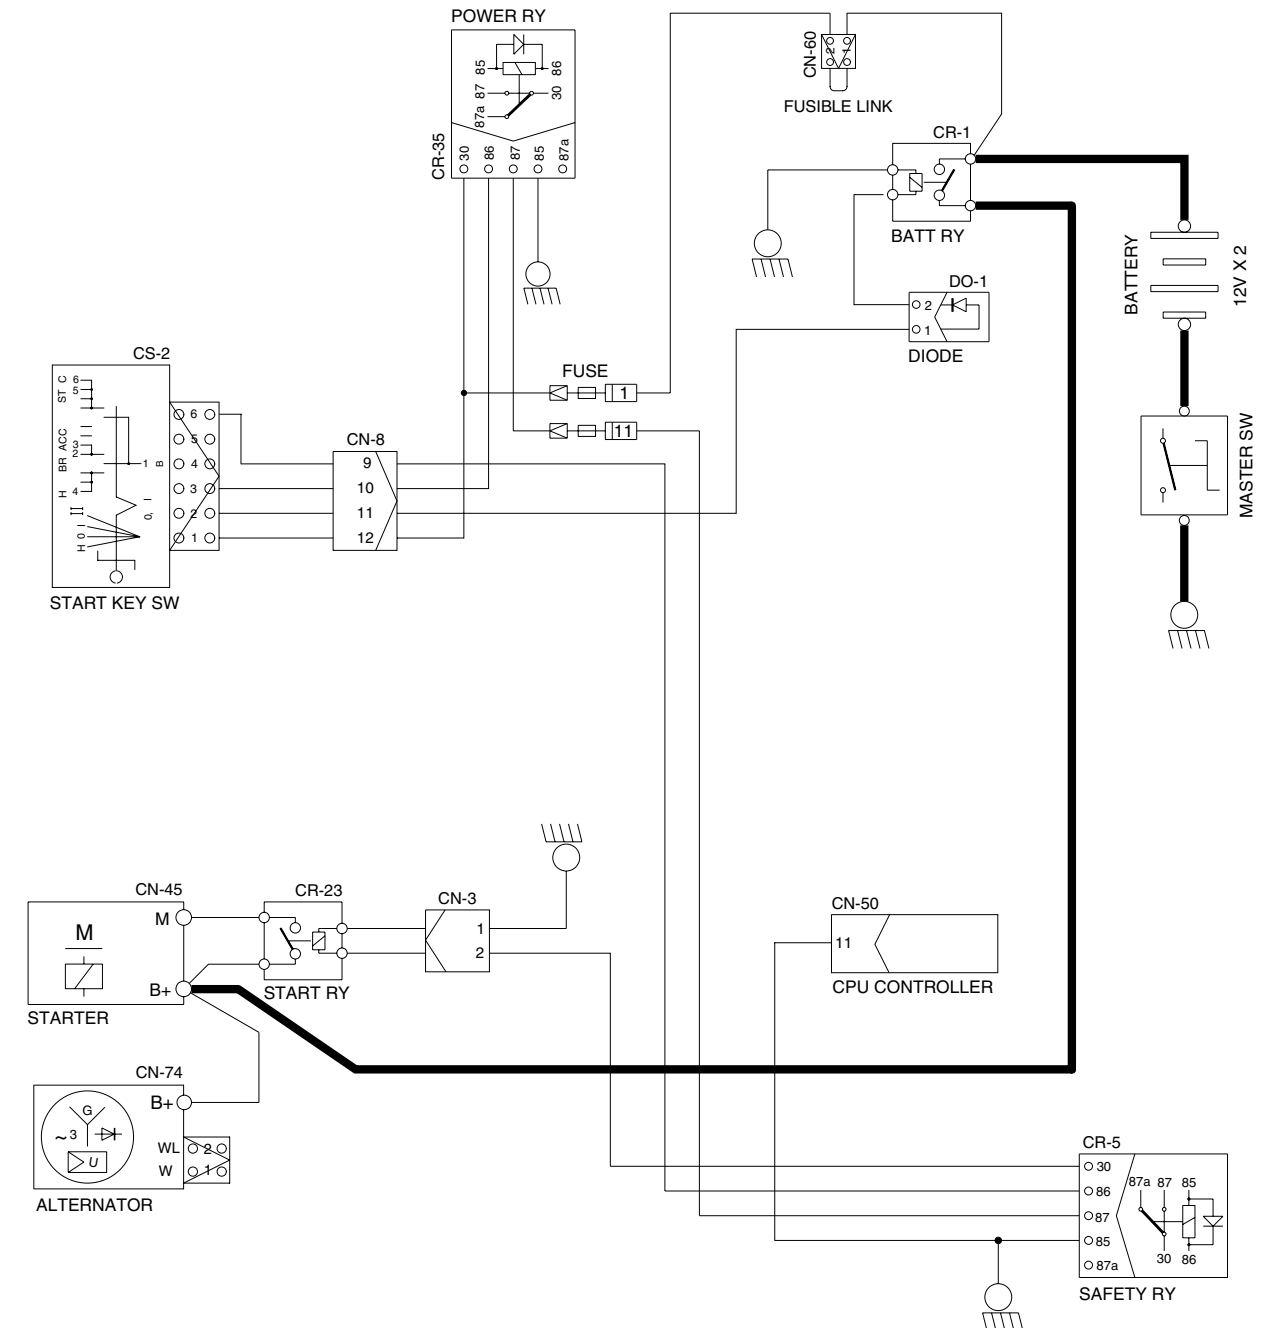 POWER RY
85
86
87
30
87a
CR-35
30
86
87
85
87a
CN-60
2
1
FUSIBLE LINK
CR-1
BATT RY
BATTERY
12V X 2
DO-1
2
1
DIODE
MASTER SW
CS-2
ST C
6
5
BR ACC
3
2
H
4
1 B
II
I
0
H
0, I
6
5
4
3
2
1
START KEY SW
CN-8
9
10
11
12
FUSE
1
11
CN-45
M
M
B+
STARTER
CR-23
START RY
CN-3
1
2
CN-50
11
CPU CONTROLLER
CN-74
B+
G
~3
U
WL 2
W 1
ALTERNATOR
CR-5
30
86
87
85
87a
87a 87 85
30 86
SAFETY RY